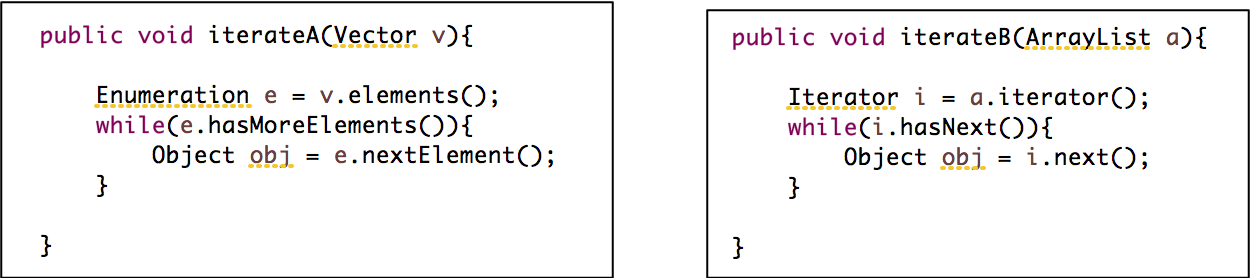 public void iterateA(Vector v){
Enumeration e = v.elements();
while(e.hasMoreElements()){
Object obj = e.nextElement();
}
}
public void iterateB(ArrayList a){
Iterator i = a.iterator();
while(i.hasNext()){
Object obj = i.next();
}
}